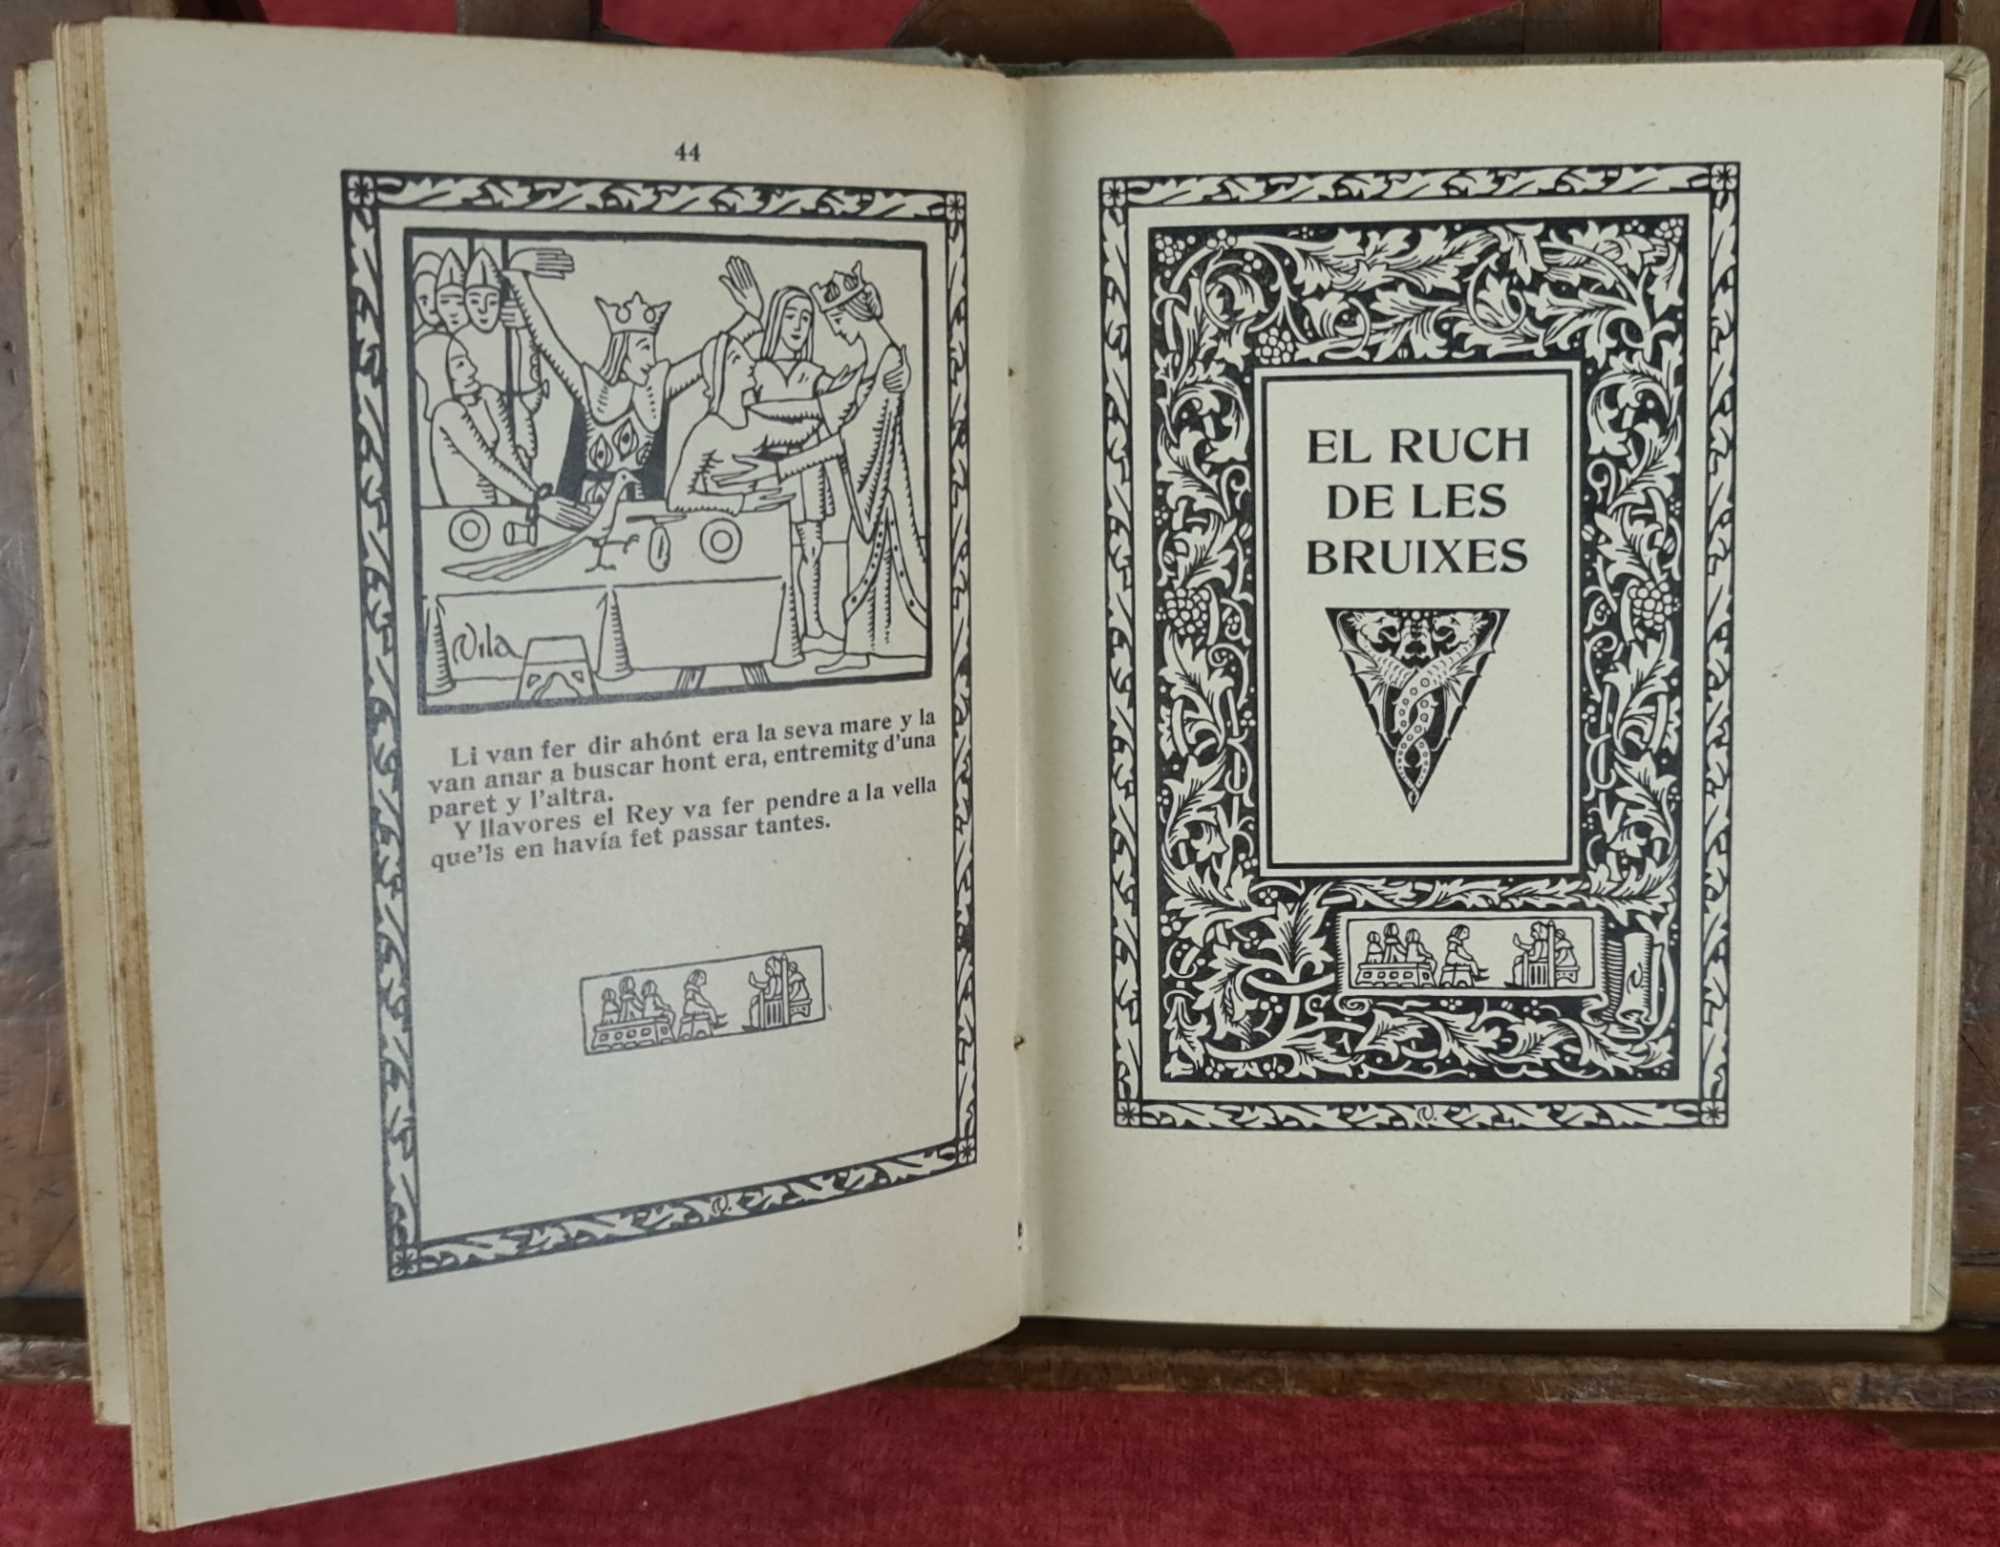 44
Vila
Li van fer dir ahónt era la seva mare y la
van anar a buscar hont era, entremitg d'una
paret y l'altra.
Y llavores el Rey va fer pendre a la vella
que'ls en havía fet passar tantes.
V.
EL RUCH
DE LES
BRUIXES
V.